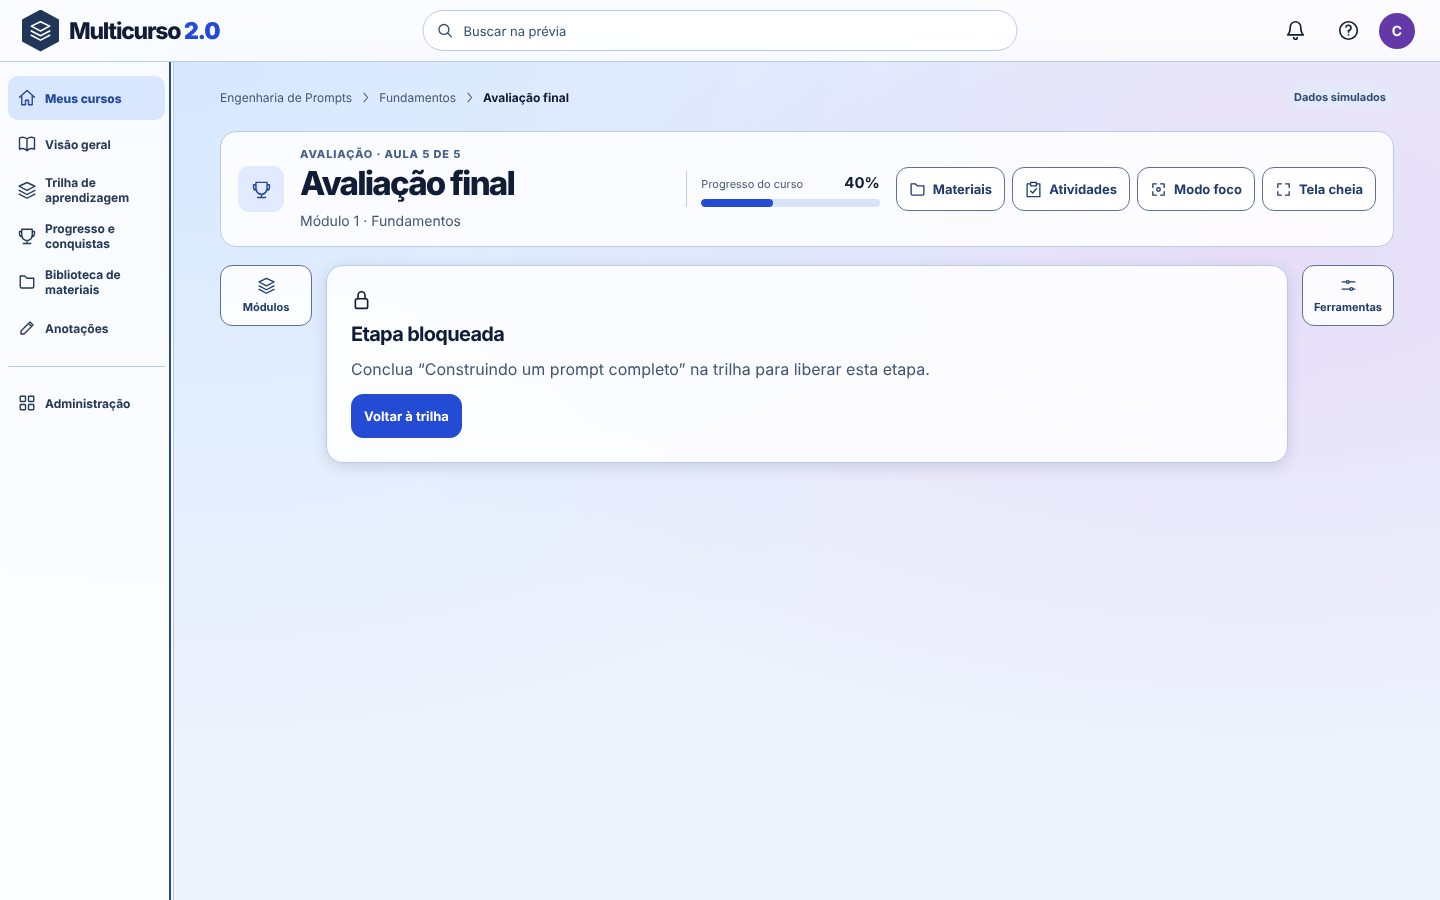 Multicurso 2.0
Buscar na prévia
C
Meus cursos
Visão geral
Trilha de
aprendizagem
Progresso e
conquistas
Biblioteca de
materiais
Anotações
Administração
Engenharia de Prompts > Fundamentos > Avaliação final
Dados simulados
AVALIAÇÃO · AULA 5 DE 5
Avaliação final
Módulo 1 · Fundamentos
Progresso do curso 40%
Materiais
Atividades
Modo foco
Tela cheia
Módulos
Etapa bloqueada
Conclua “Construindo um prompt completo” na trilha para liberar esta etapa.
Voltar à trilha
Ferramentas